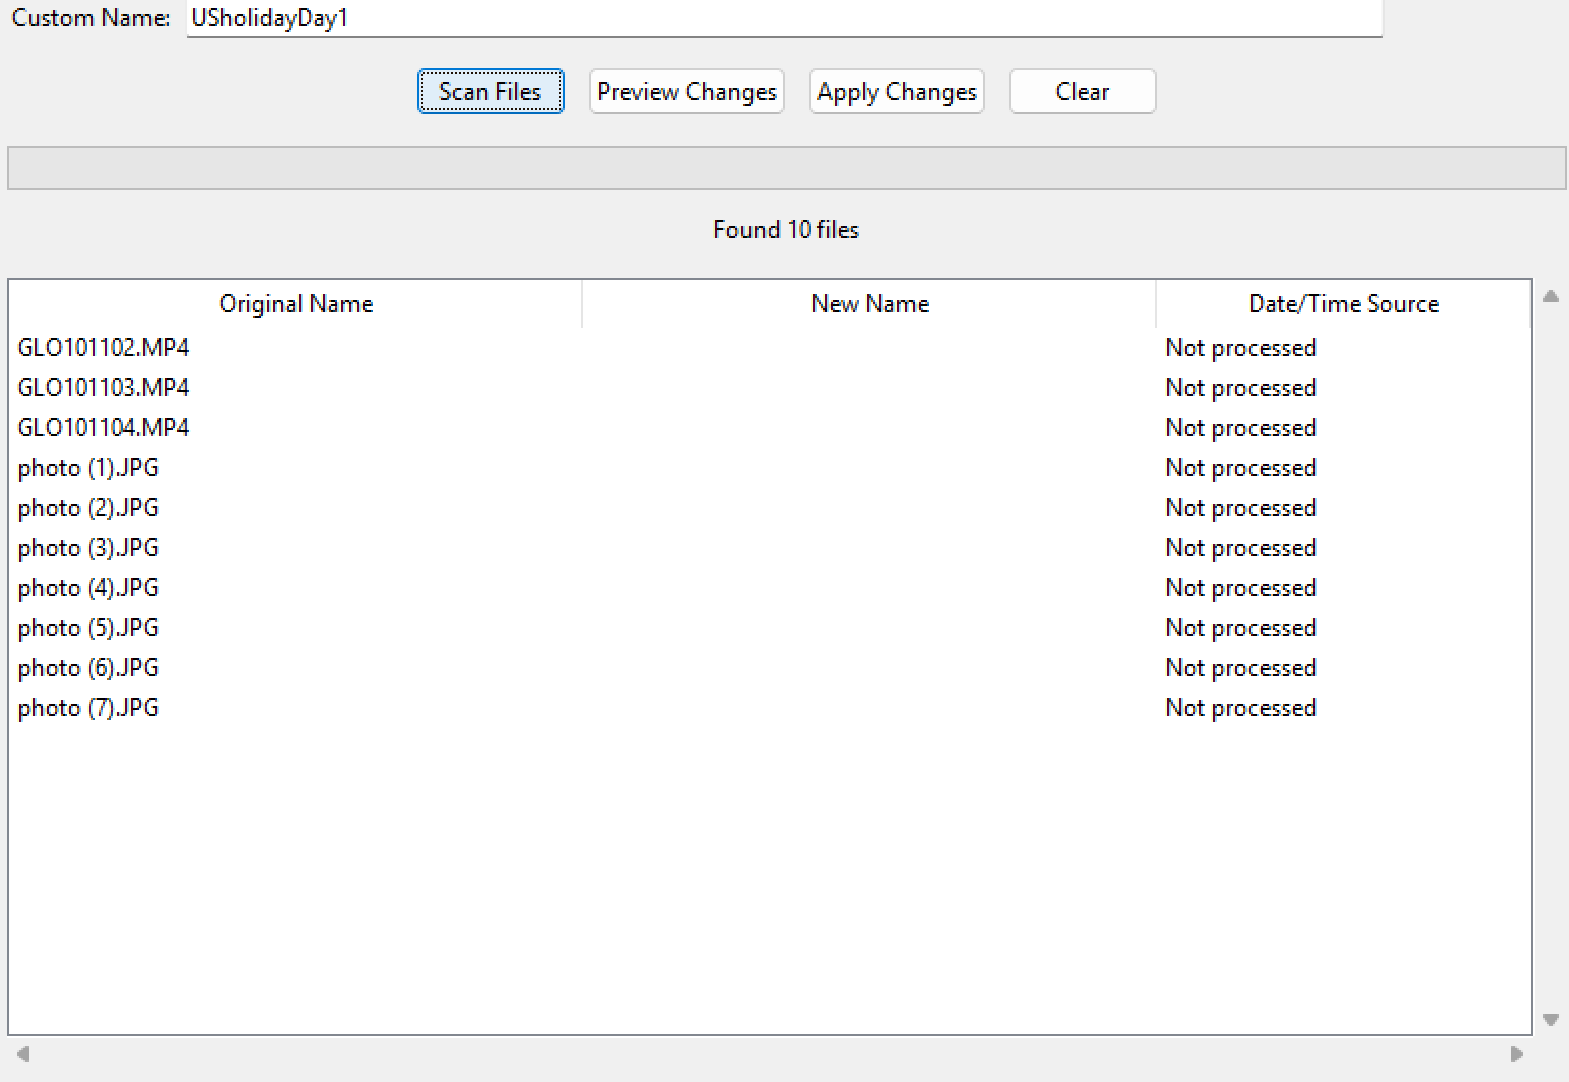 Custom Name: USholidayDay1
Scan Files Preview Changes Apply Changes Clear
Found 10 files
Original Name New Name Date/Time Source
GLO101102.MP4 Not processed
GLO101103.MP4 Not processed
GLO101104.MP4 Not processed
photo (1).JPG Not processed
photo (2).JPG Not processed
photo (3).JPG Not processed
photo (4).JPG Not processed
photo (5).JPG Not processed
photo (6).JPG Not processed
photo (7).JPG Not processed